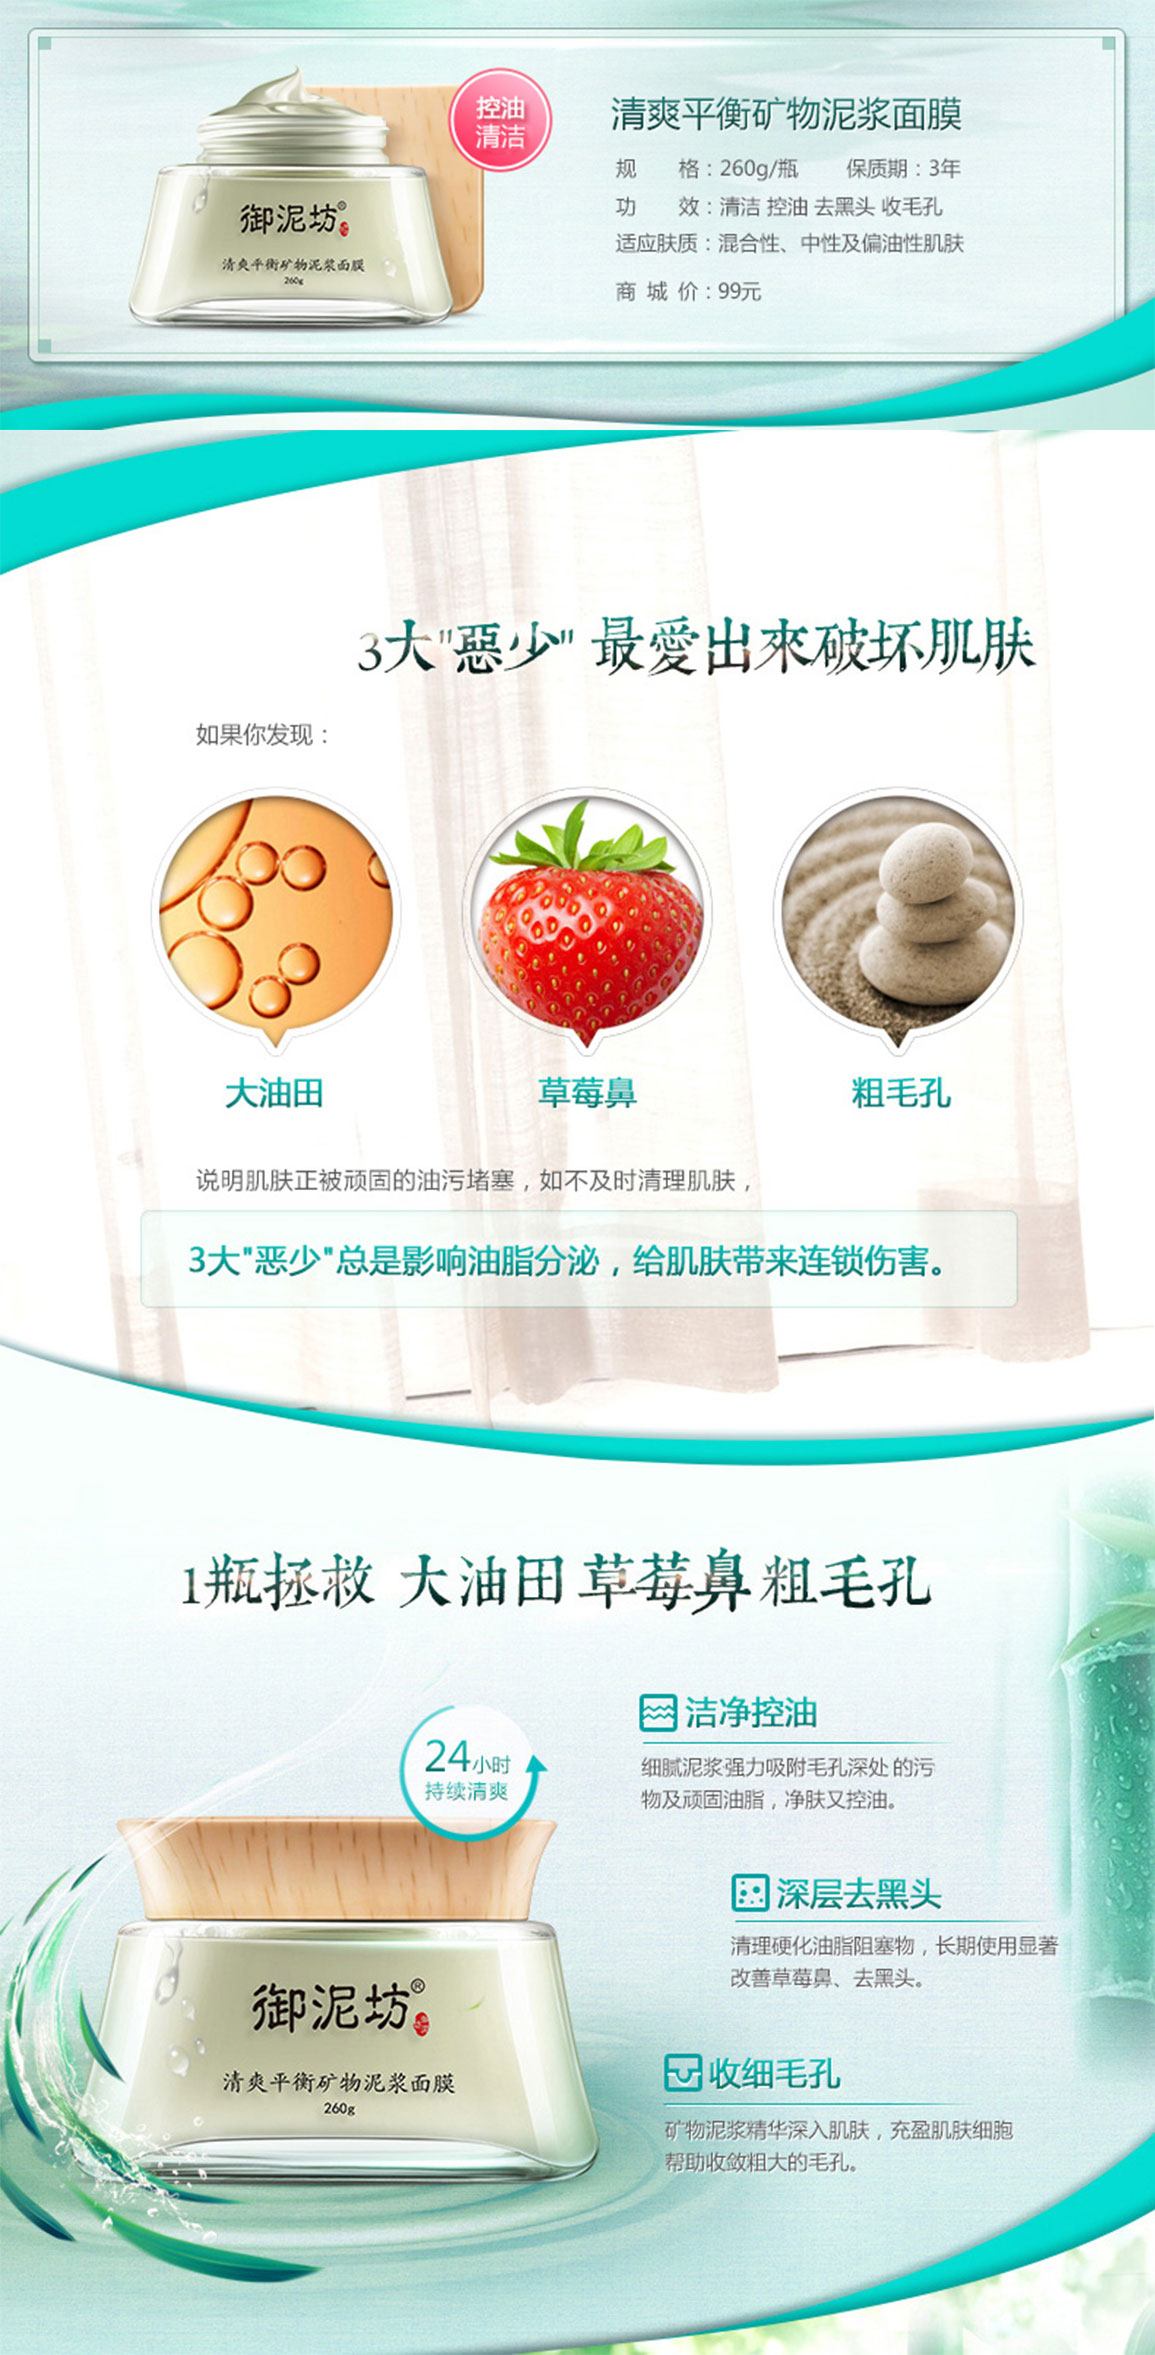 控油
清洁
御泥坊®
清爽平衡矿物泥浆面膜
260g
清爽平衡矿物泥浆面膜
规 格：260g/瓶 保质期：3年
功 效：清洁 控油 去黑头 收毛孔
适应肤质：混合性、中性及偏油性肌肤
商 城 价：99元
3大"惡少" 最愛出來破坏肌肤
如果你发现：
大油田
草莓鼻
粗毛孔
说明肌肤正被顽固的油污堵塞，如不及时清理肌肤，
3大"恶少"总是影响油脂分泌，给肌肤带来连锁伤害。
1瓶拯救 大油田 草莓鼻 粗毛孔
24小时
持续清爽
御泥坊®
清爽平衡矿物泥浆面膜
260g
洁净控油
细腻泥浆强力吸附毛孔深处 的污
物及顽固油脂，净肤又控油。
深层去黑头
清理硬化油脂阻塞物，长期使用显著
改善草莓鼻、去黑头。
收细毛孔
矿物泥浆精华深入肌肤，充盈肌肤细胞
帮助收敛粗大的毛孔。